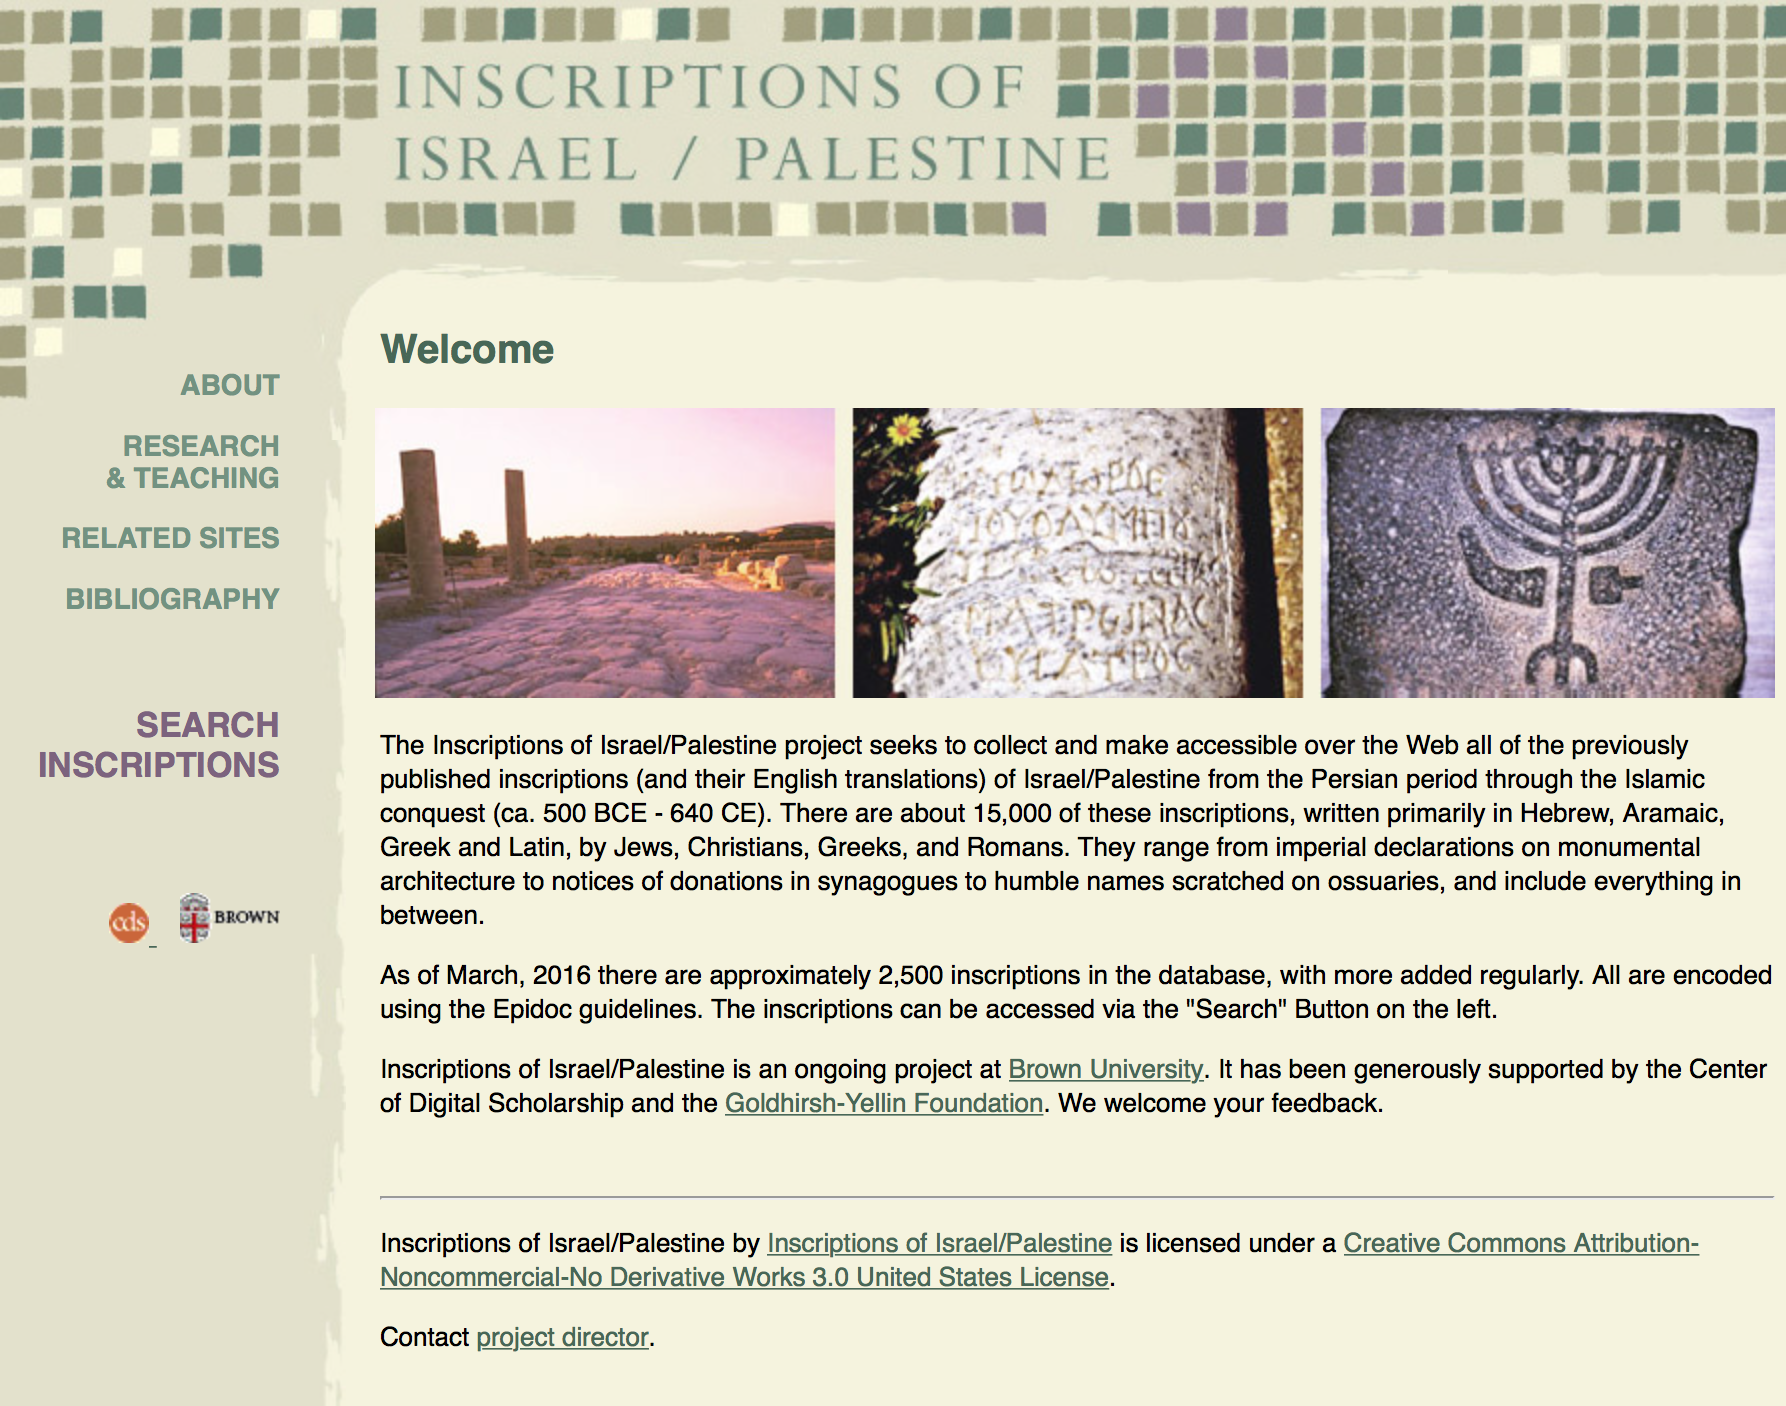 INSCRIPTIONS OF
ISRAEL / PALESTINE
ABOUT
RESEARCH
& TEACHING
RELATED SITES
BIBLIOGRAPHY
SEARCH
INSCRIPTIONS
cds
BROWN
Welcome
ΙΟΥΟΛΥΜΠΥ
ΜΑΤΡΩΝΑΣ
The Inscriptions of Israel/Palestine project seeks to collect and make accessible over the Web all of the previously
published inscriptions (and their English translations) of Israel/Palestine from the Persian period through the Islamic
conquest (ca. 500 BCE - 640 CE). There are about 15,000 of these inscriptions, written primarily in Hebrew, Aramaic,
Greek and Latin, by Jews, Christians, Greeks, and Romans. They range from imperial declarations on monumental
architecture to notices of donations in synagogues to humble names scratched on ossuaries, and include everything in
between.
As of March, 2016 there are approximately 2,500 inscriptions in the database, with more added regularly. All are encoded
using the Epidoc guidelines. The inscriptions can be accessed via the "Search" Button on the left.
Inscriptions of Israel/Palestine is an ongoing project at Brown University. It has been generously supported by the Center
of Digital Scholarship and the Goldhirsh-Yellin Foundation. We welcome your feedback.
Inscriptions of Israel/Palestine by Inscriptions of Israel/Palestine is licensed under a Creative Commons Attribution-
Noncommercial-No Derivative Works 3.0 United States License.
Contact project director.